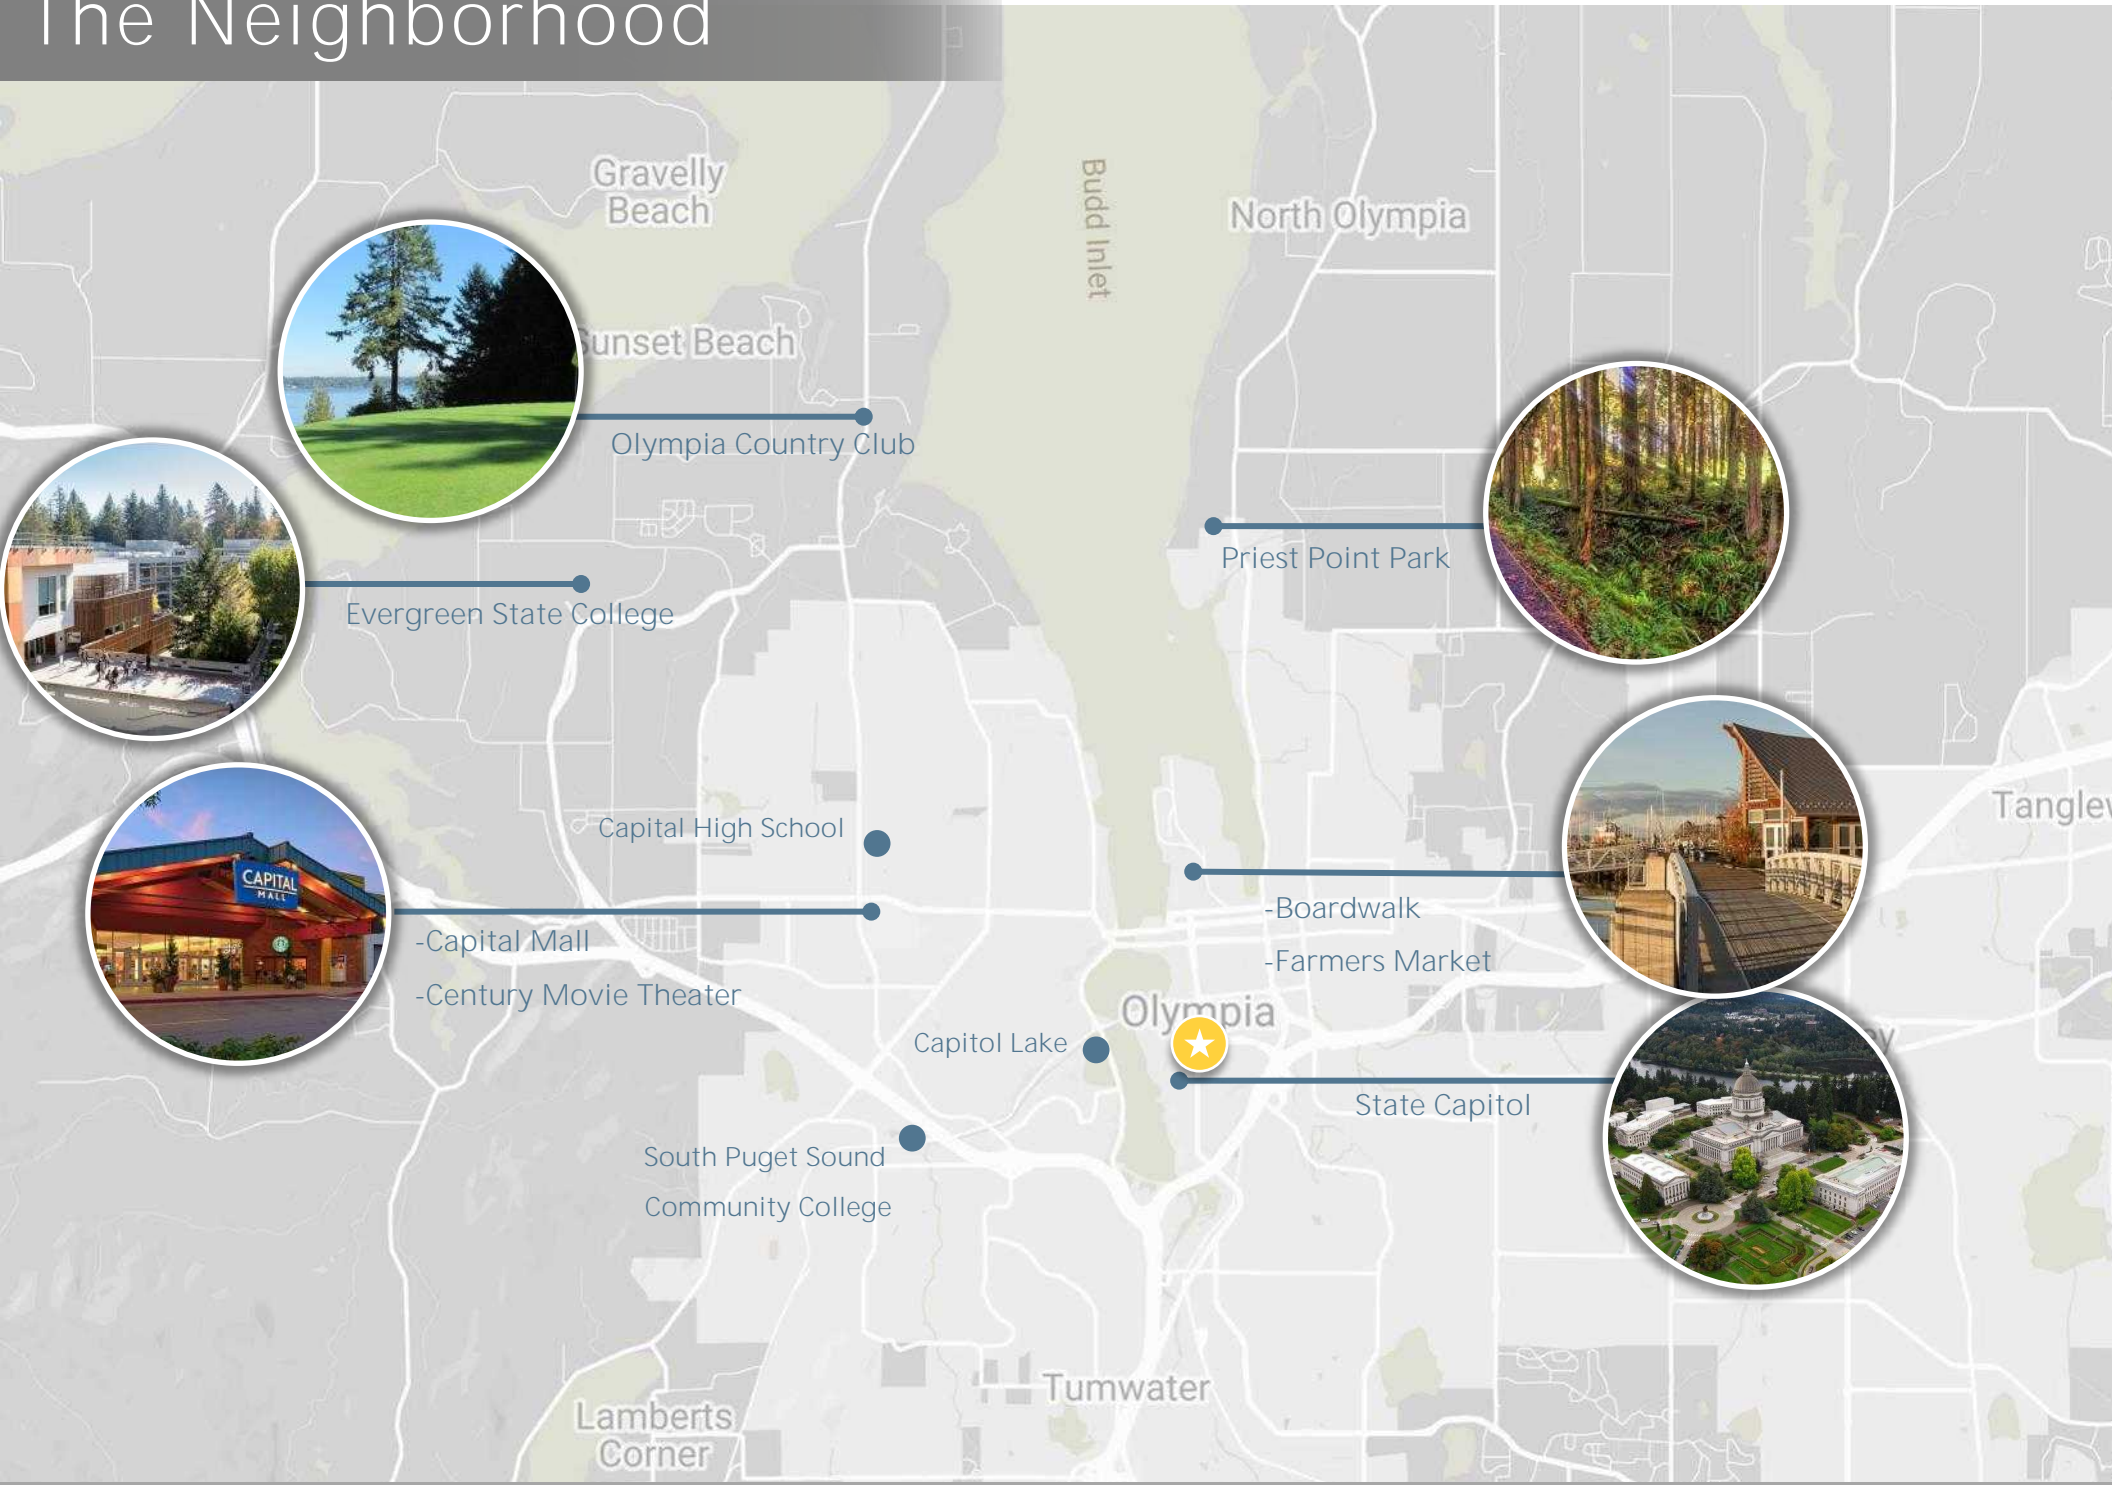 The Neighborhood
Gravelly
Beach
Budd Inlet
North Olympia
Sunset Beach
Olympia Country Club
Priest Point Park
Evergreen State College
Tanglew
Capital High School
CAPITAL
MALL
-Boardwalk
-Capital Mall
-Farmers Market
-Century Movie Theater
Olympia
Capitol Lake
State Capitol
South Puget Sound
Community College
Tumwater
Lamberts
Corner